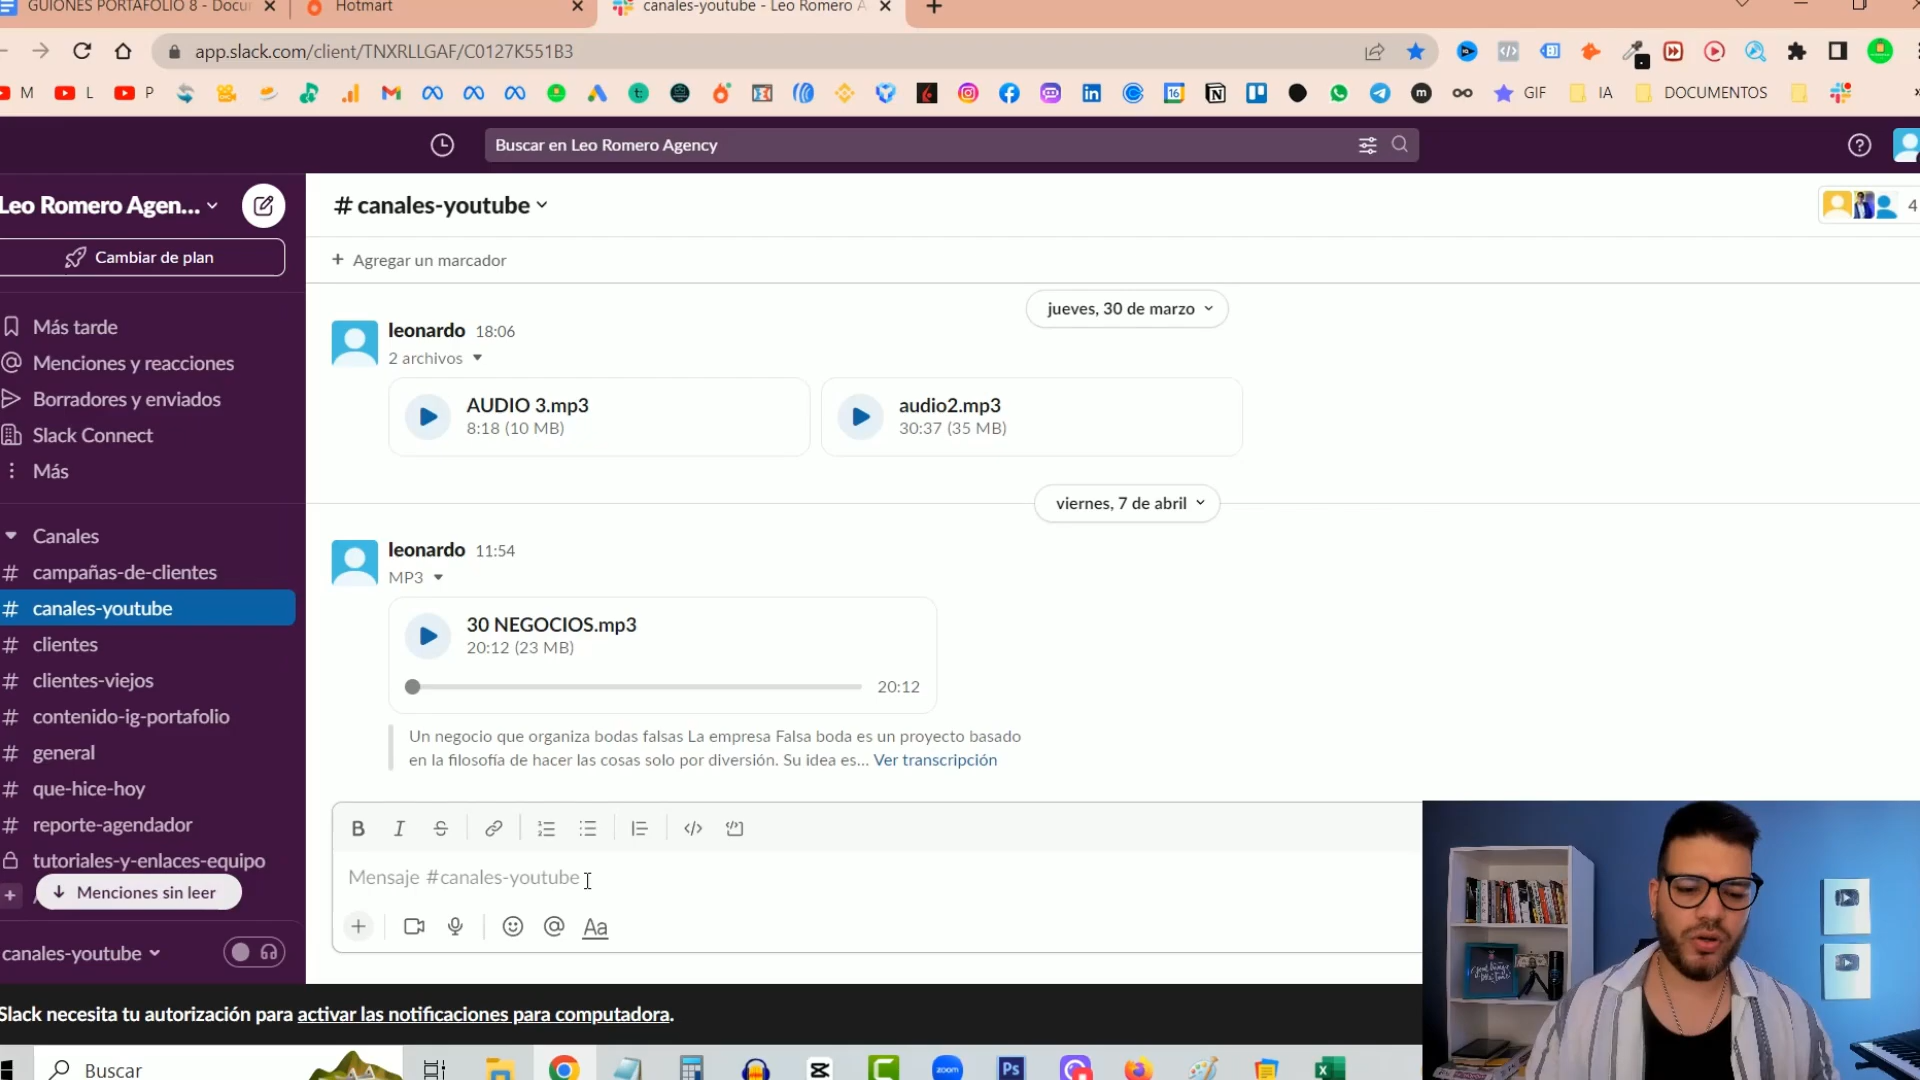 GUIONES PORTAFOLIO 8 - Docu
Hotmart
canales-youtube - Leo Romero A
app.slack.com/client/TNXRLLGAF/C0127K551B3
M
L
P
GIF
IA
DOCUMENTOS
Buscar en Leo Romero Agency
Leo Romero Agen...
Cambiar de plan
Más tarde
Menciones y reacciones
Borradores y enviados
Slack Connect
Más
Canales
# campañas-de-clientes
# canales-youtube
# clientes
# clientes-viejos
# contenido-ig-portafolio
# general
# que-hice-hoy
# reporte-agendador
tutoriales-y-enlaces-equipo
Menciones sin leer
canales-youtube
# canales-youtube
4
+ Agregar un marcador
jueves, 30 de marzo
leonardo 18:06
2 archivos
AUDIO 3.mp3
8:18 (10 MB)
audio2.mp3
30:37 (35 MB)
viernes, 7 de abril
leonardo 11:54
MP3
30 NEGOCIOS.mp3
20:12 (23 MB)
20:12
Un negocio que organiza bodas falsas La empresa Falsa boda es un proyecto basado
en la filosofía de hacer las cosas solo por diversión. Su idea es... Ver transcripción
Mensaje #canales-youtube
Aa
Slack necesita tu autorización para activar las notificaciones para computadora.
Buscar
zoom
Ps